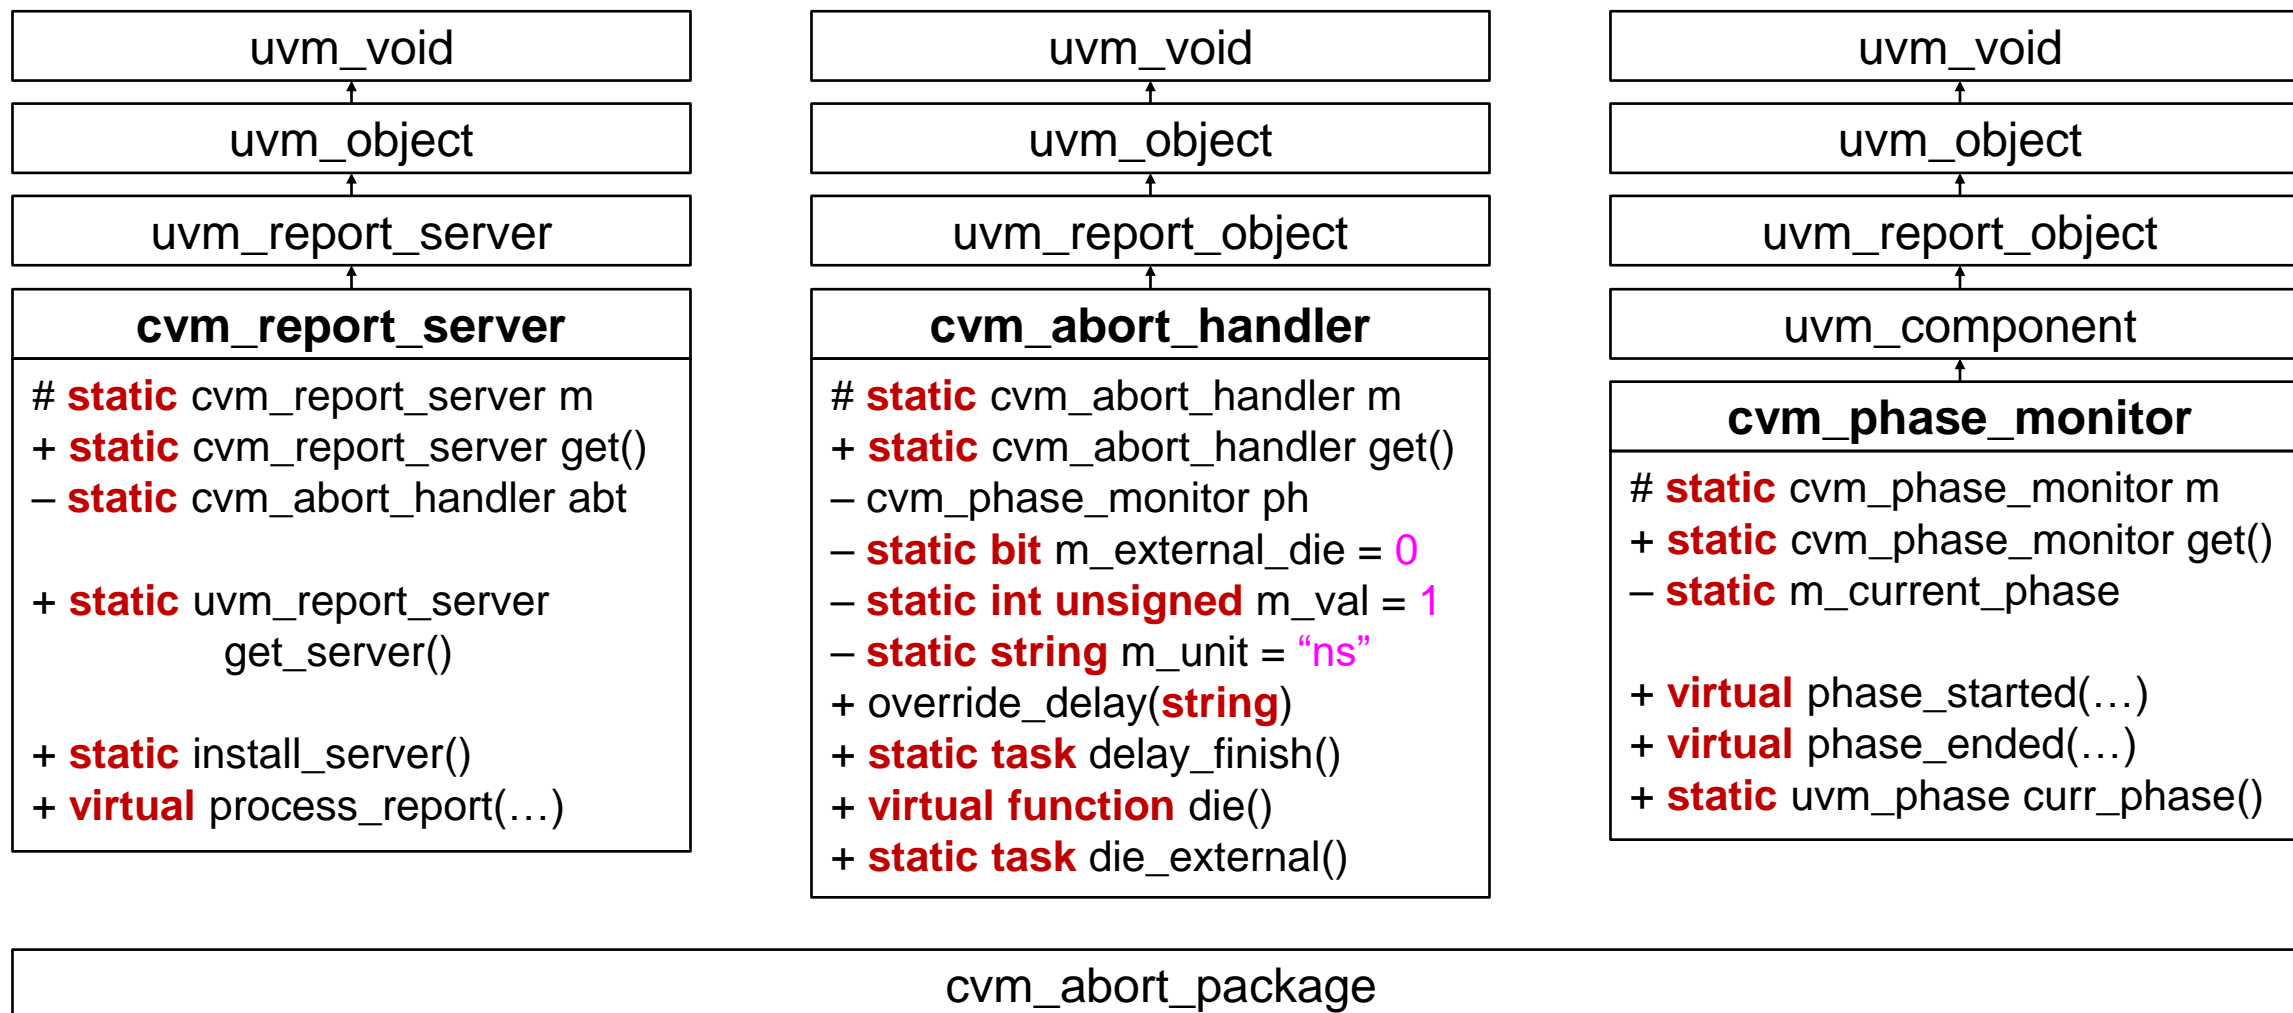 uvm_void
uvm_object
uvm_report_server
cvm_report_server
# static cvm_report_server m
+ static cvm_report_server get()
– static cvm_abort_handler abt
+ static uvm_report_server
get_server()
+ static install_server()
+ virtual process_report(…)
uvm_void
uvm_object
uvm_report_object
cvm_abort_handler
# static cvm_abort_handler m
+ static cvm_abort_handler get()
– cvm_phase_monitor ph
– static bit m_external_die = 0
– static int unsigned m_val = 1
– static string m_unit = “ns”
+ override_delay(string)
+ static task delay_finish()
+ virtual function die()
+ static task die_external()
uvm_void
uvm_object
uvm_report_object
uvm_component
cvm_phase_monitor
# static cvm_phase_monitor m
+ static cvm_phase_monitor get()
– static m_current_phase
+ virtual phase_started(…)
+ virtual phase_ended(…)
+ static uvm_phase curr_phase()
cvm_abort_package